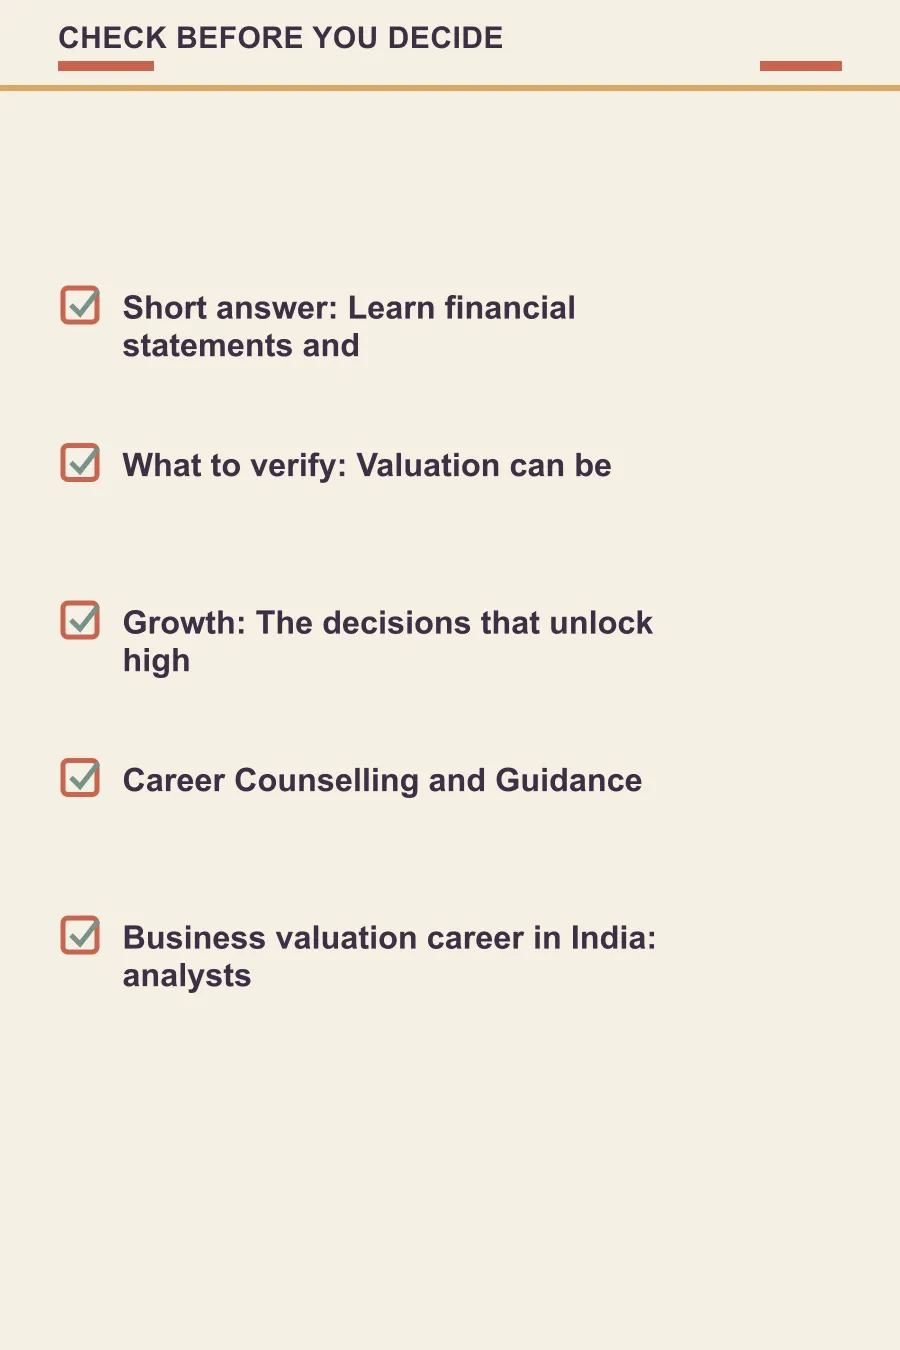 CHECK BEFORE YOU DECIDE
Short answer: Learn financial
statements and
What to verify: Valuation can be
Growth: The decisions that unlock
high
Career Counselling and Guidance
Business valuation career in India:
analysts